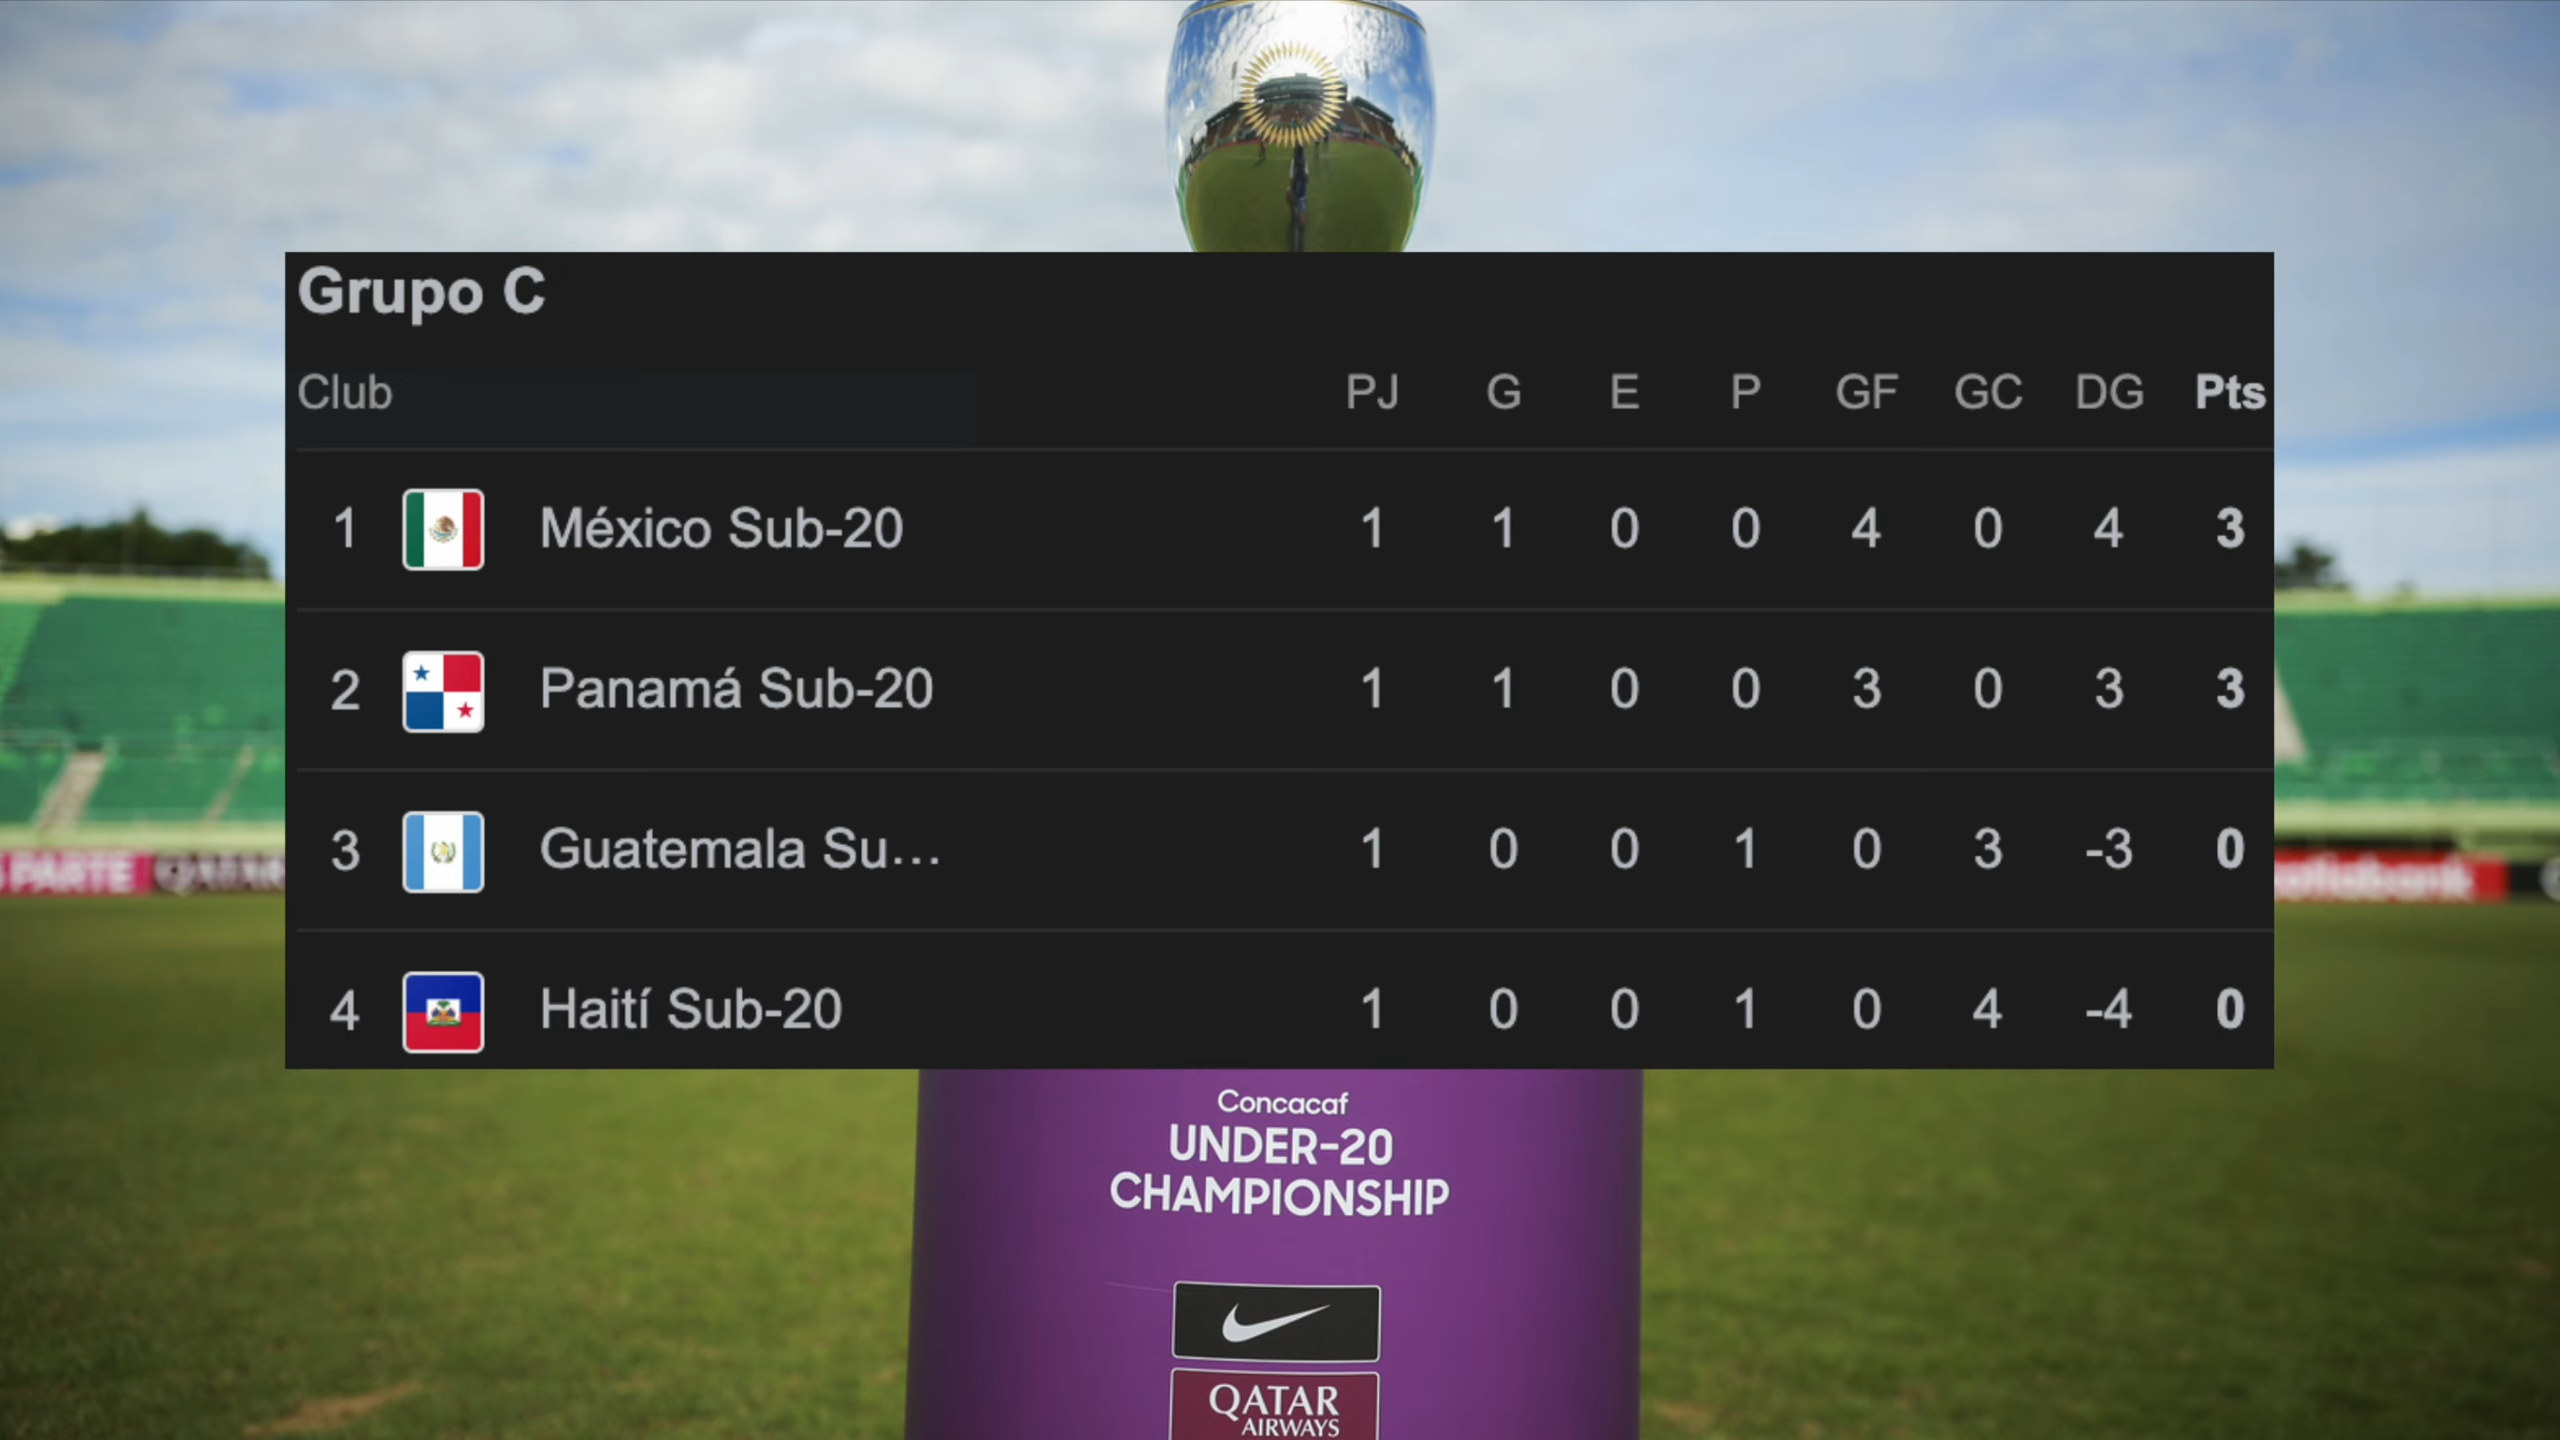 Grupo C
Club PJ G E P GF GC DG Pts
1 México Sub-20 1 1 0 0 4 0 4 3
2 Panamá Sub-20 1 1 0 0 3 0 3 3
3 Guatemala Su... 1 0 0 1 0 3 -3 0
4 Haití Sub-20 1 0 0 1 0 4 -4 0
PARTE QATAR
Concacaf
UNDER-20
CHAMPIONSHIP
QATAR
AIRWAYS